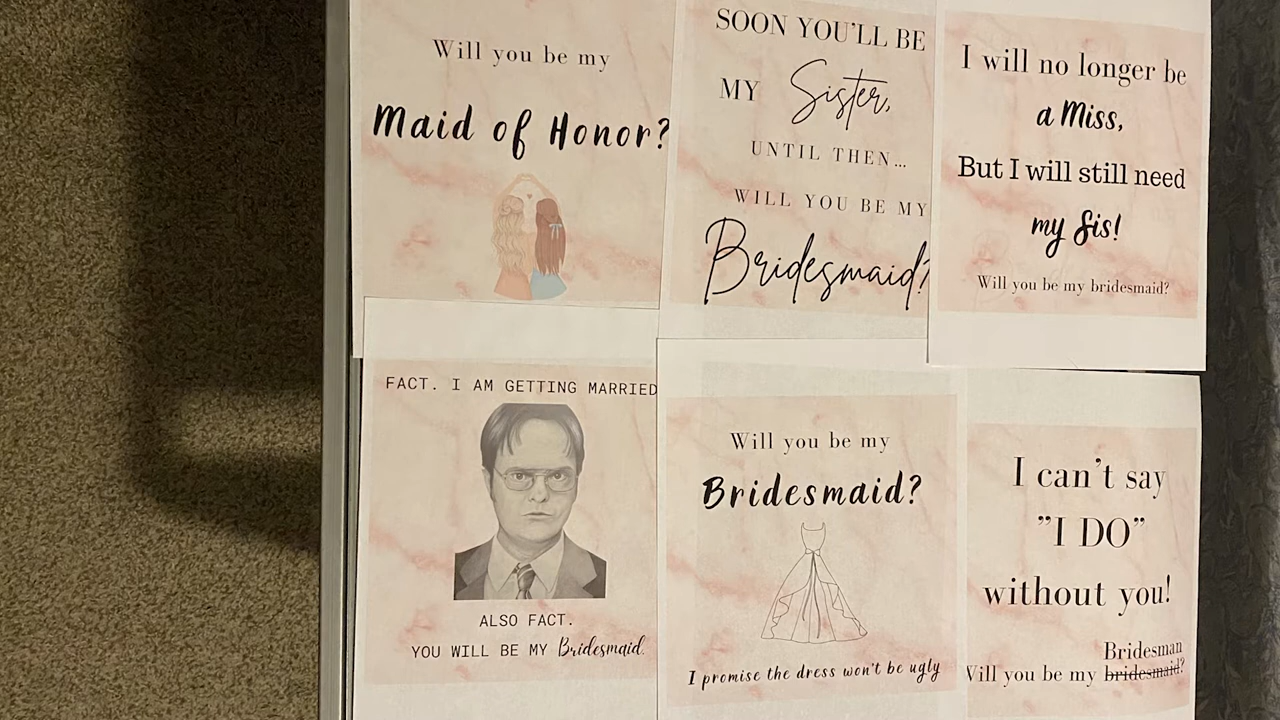 Will you be my
Maid of Honor?
SOON YOU'LL BE
MY Sister,
UNTIL THEN...
WILL YOU BE MY
Bridesmaid?
I will no longer be
a Miss,
But I will still need
my Sis!
Will you be my bridesmaid?
FACT. I AM GETTING MARRIED
ALSO FACT.
YOU WILL BE MY Bridesmaid.
Will you be my
Bridesmaid?
I promise the dress won't be ugly
I can't say
"I DO"
without you!
Bridesman
Will you be my bridesmaid?